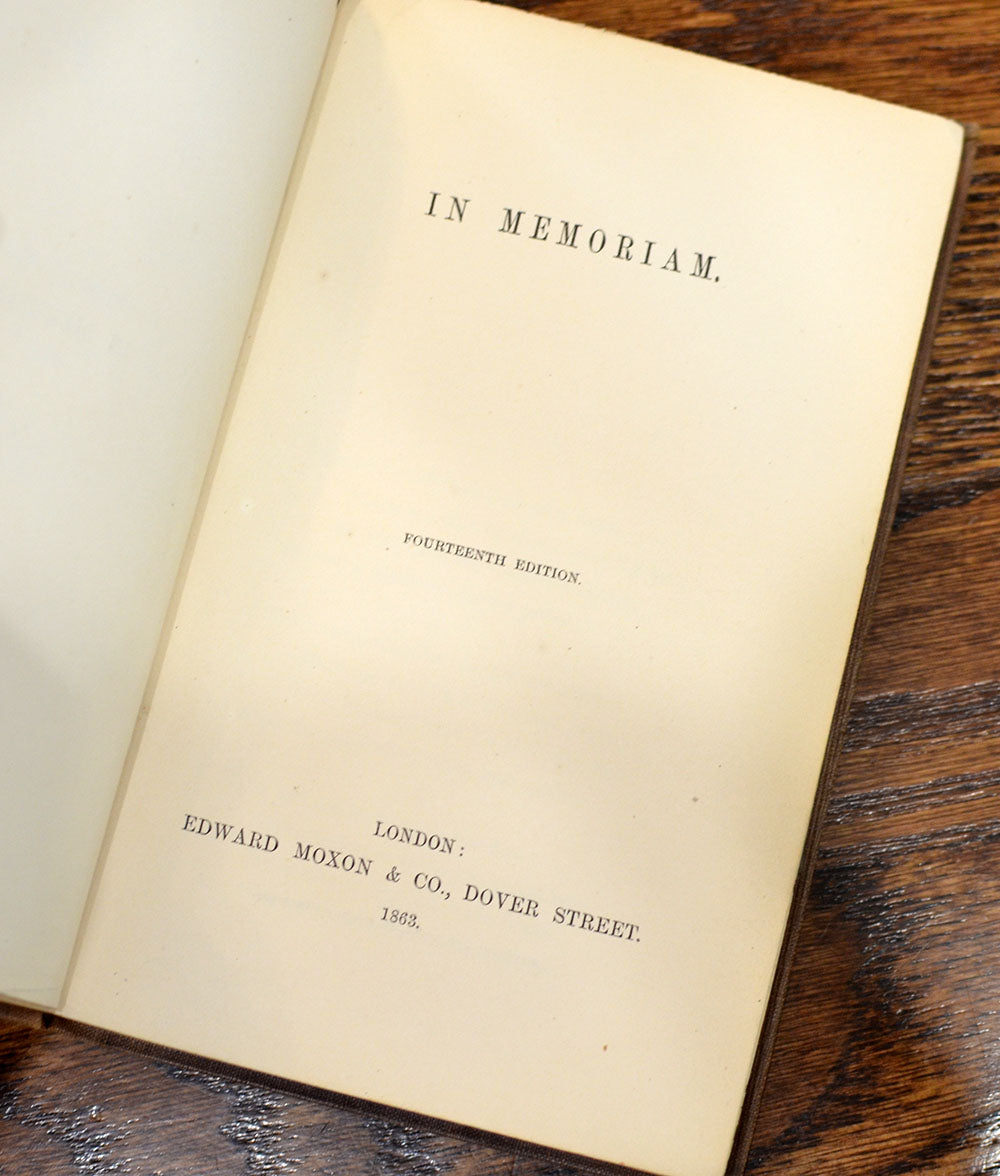 IN MEMORIAM.
FOURTEENTH EDITION.
LONDON:
EDWARD MOXON & CO., DOVER STREET.
1863.